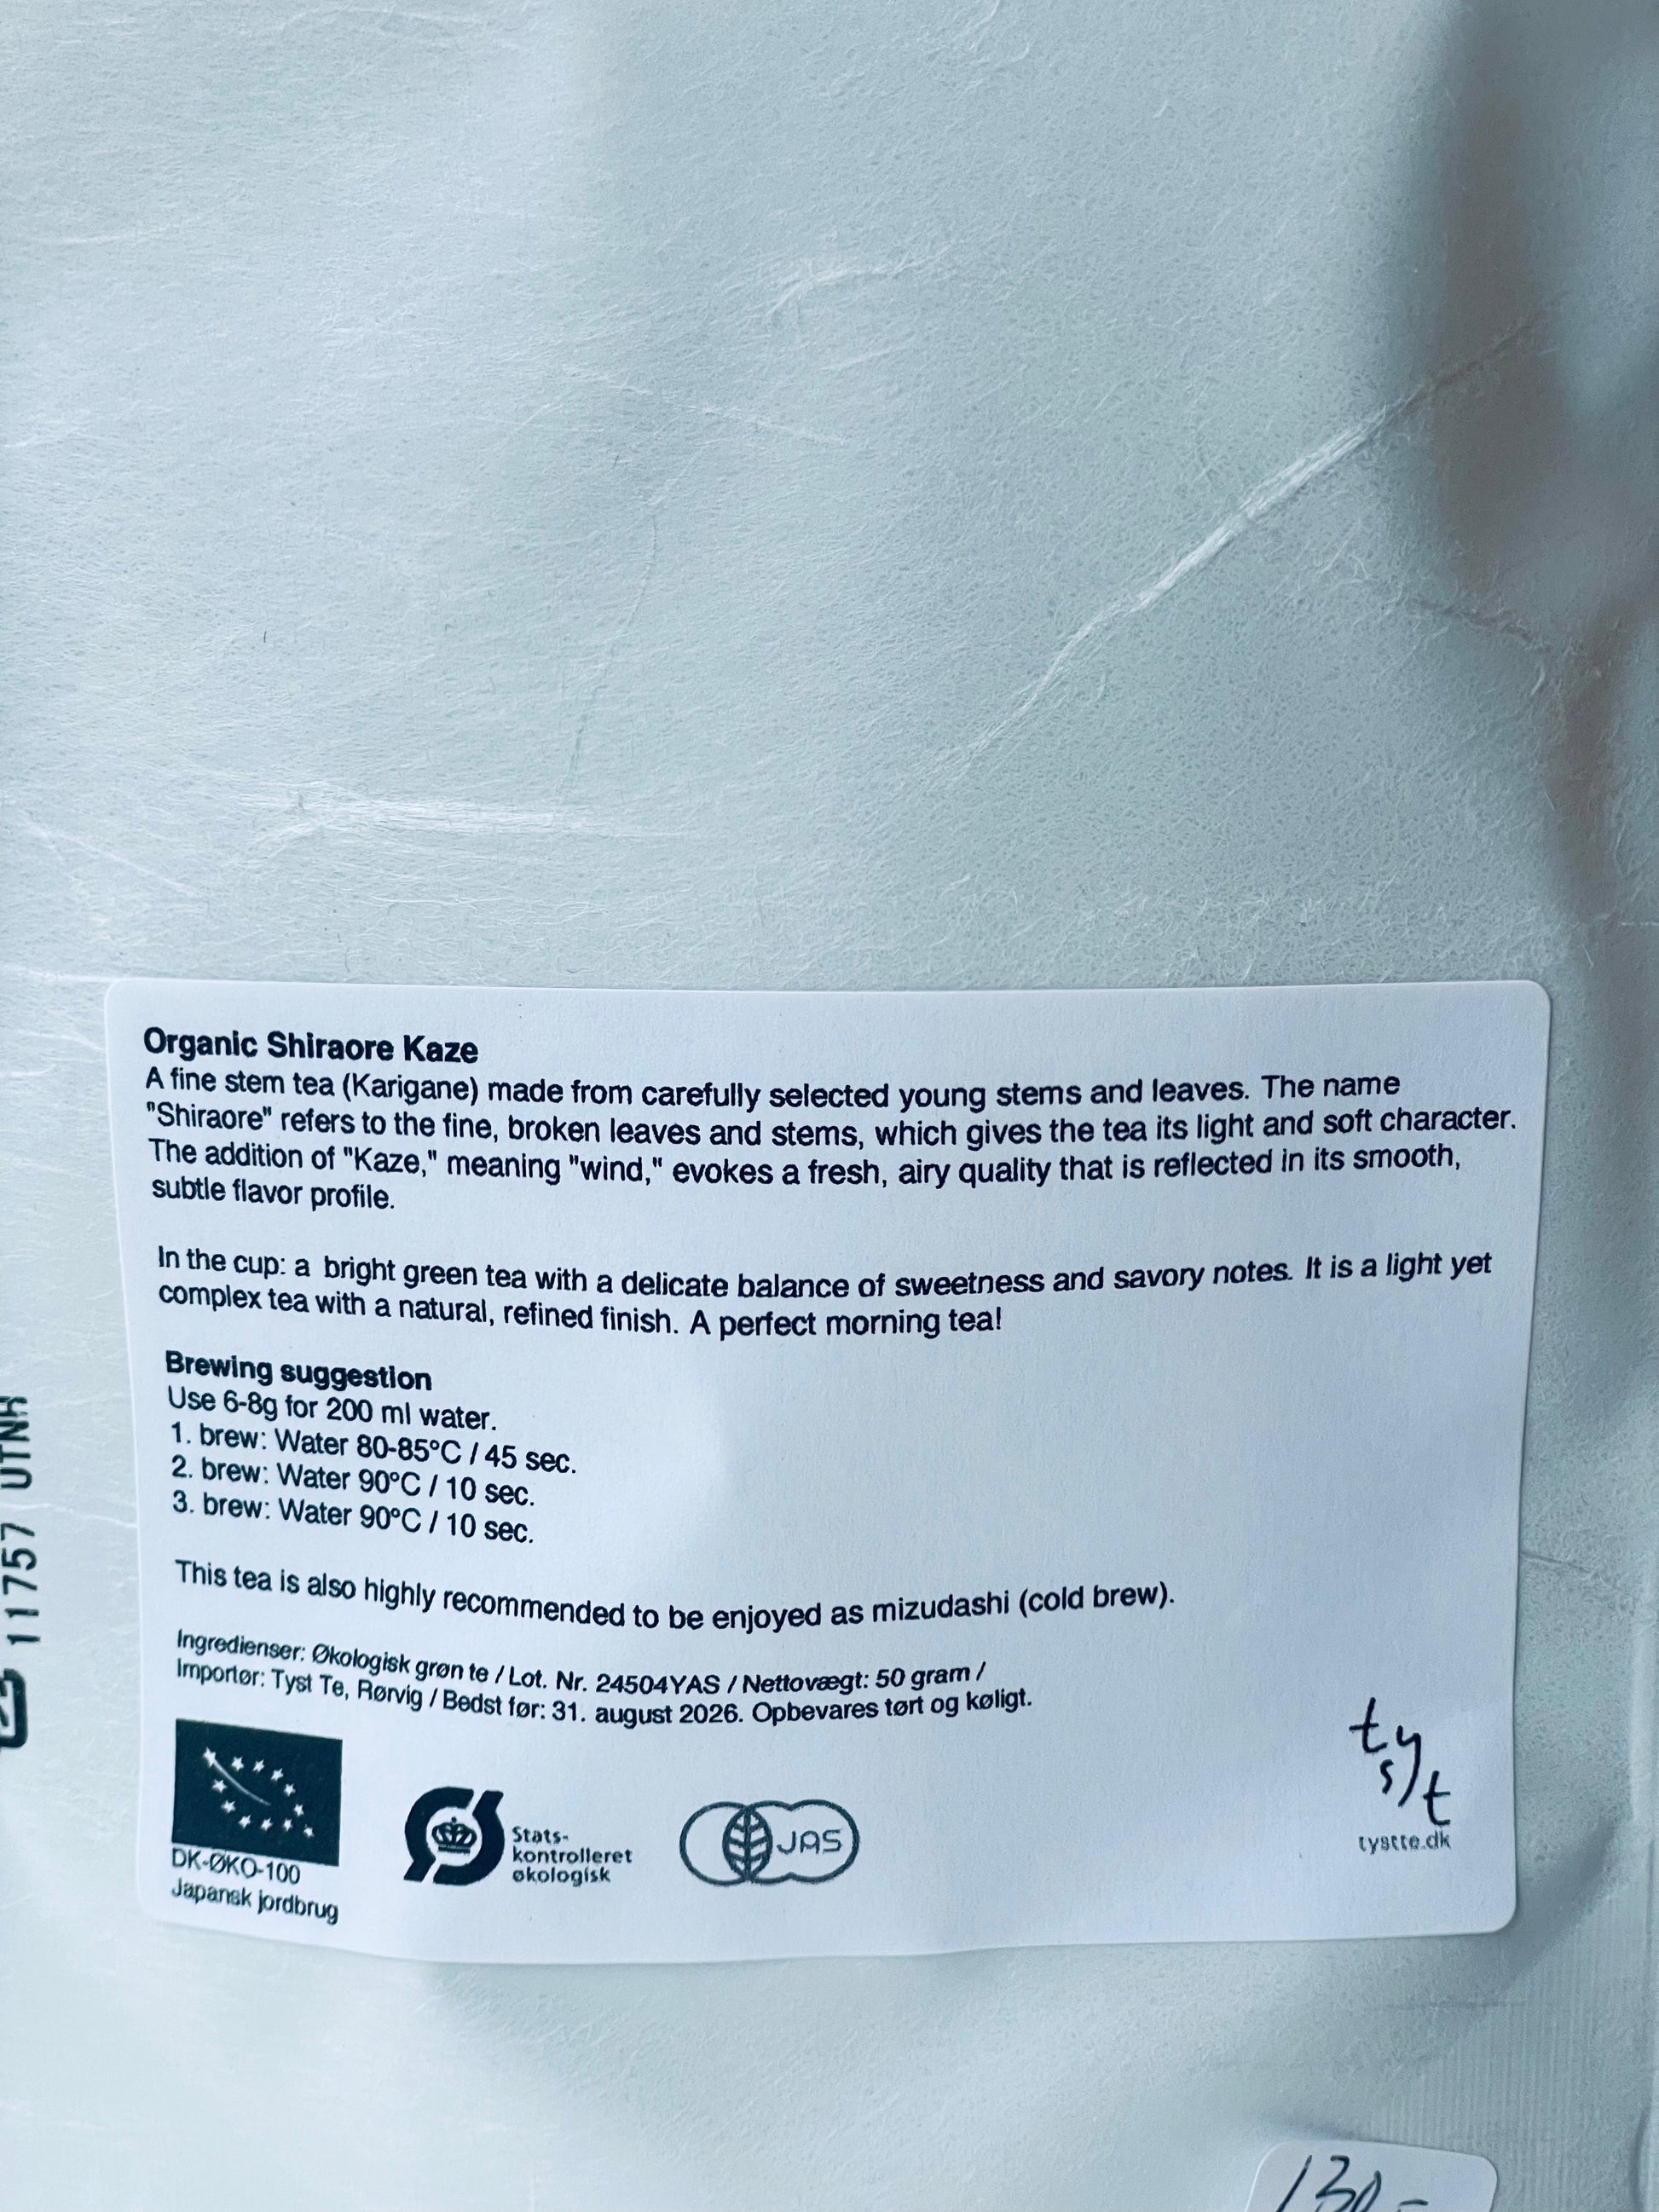 Organic Shiraore Kaze
A fine stem tea (Karigane) made from carefully selected young stems and leaves. The name
"Shiraore" refers to the fine, broken leaves and stems, which gives the tea its light and soft character.
The addition of "Kaze," meaning "wind," evokes a fresh, airy quality that is reflected in its smooth,
subtle flavor profile.
In the cup: a bright green tea with a delicate balance of sweetness and savory notes. It is a light yet
complex tea with a natural, refined finish. A perfect morning tea!
Brewing suggestion
Use 6-8g for 200 ml water.
1. brew: Water 80-85°C / 45 sec.
2. brew: Water 90°C / 10 sec.
3. brew: Water 90°C / 10 sec.
This tea is also highly recommended to be enjoyed as mizudashi (cold brew).
Ingredienser: Økologisk grøn te / Lot. Nr. 24504YAS / Nettovægt: 50 gram /
Importør: Tyst Te, Rørvig / Bedst før: 31. august 2026. Opbevares tørt og køligt.
DK-ØKO-100
Japansk jordbrug
Stats-
kontrolleret
økologisk
JAS
tyst
tystte.dk
11757 UTNH
130-